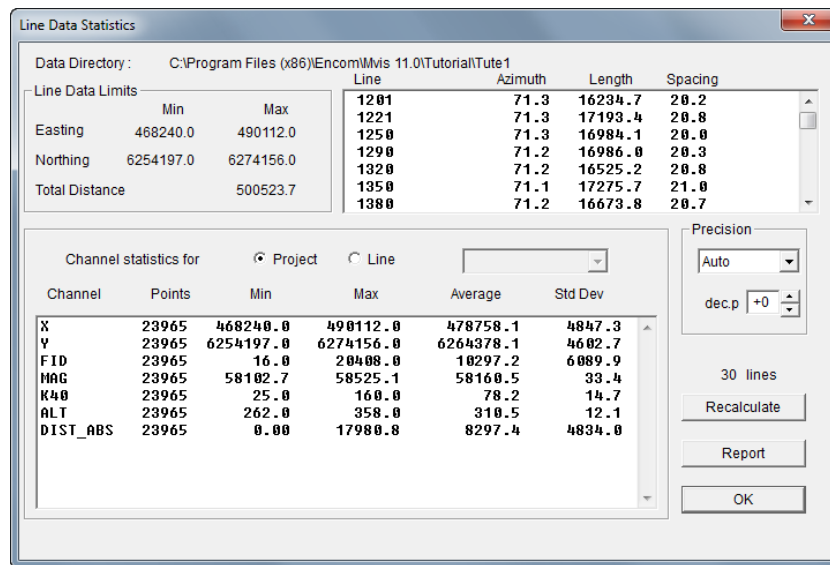 Line Data Statistics
Data Directory : C:\Program Files (x86)\Encom\Mvis 11.0\Tutorial\Tute1
Line Data Limits
Min Max
Easting 468240.0 490112.0
Northing 6254197.0 6274156.0
Total Distance 500523.7
Line Azimuth Length Spacing
1201 71.3 16234.7 20.2
1221 71.3 17193.4 20.8
1250 71.3 16984.1 20.0
1290 71.2 16986.0 20.3
1320 71.2 16525.2 20.8
1350 71.1 17275.7 21.0
1380 71.2 16673.8 20.7
Channel statistics for Project Line
Channel Points Min Max Average Std Dev
X 23965 468240.0 490112.0 478758.1 4847.3
Y 23965 6254197.0 6274156.0 6264378.1 4602.7
FID 23965 16.0 20408.0 10297.2 6089.9
MAG 23965 58102.7 58525.1 58160.5 33.4
K40 23965 25.0 160.0 78.2 14.7
ALT 23965 262.0 358.0 310.5 12.1
DIST_ABS 23965 0.00 17980.8 8297.4 4834.0
Precision
Auto
dec.p +0
30 lines
Recalculate
Report
OK